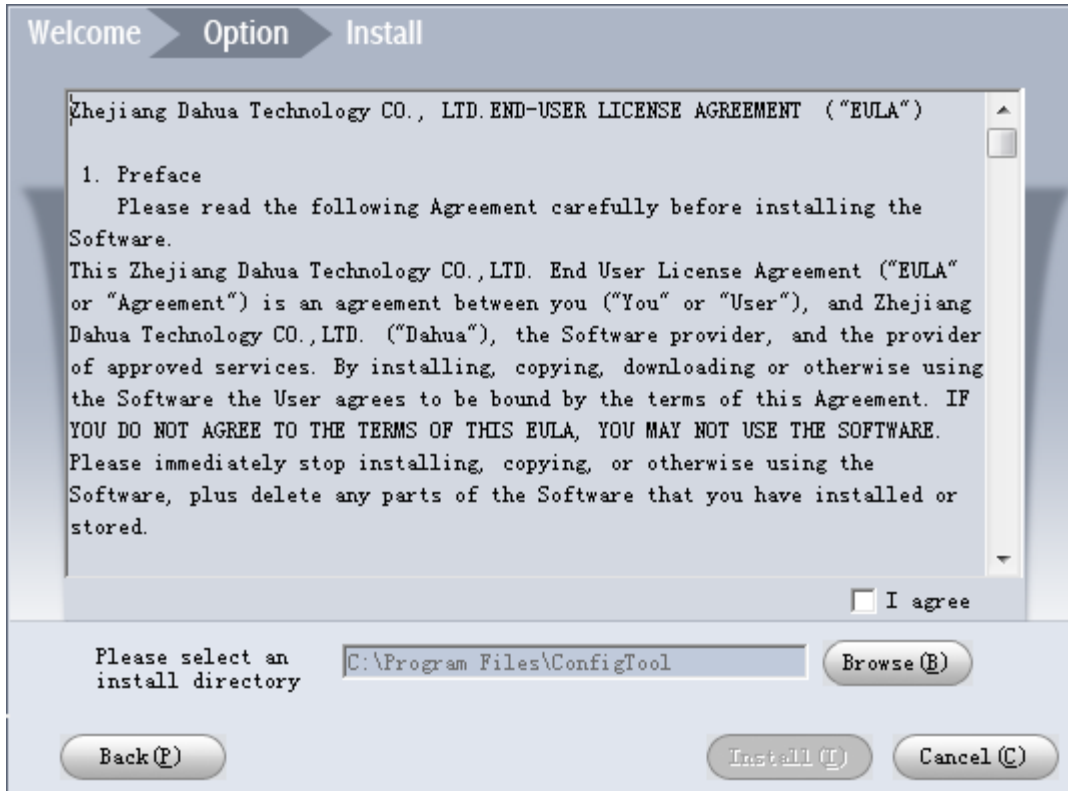 Welcome Option Install
Zhejiang Dahua Technology CO., LTD.END-USER LICENSE AGREEMENT ("EULA")
1. Preface
Please read the following Agreement carefully before installing the
Software.
This Zhejiang Dahua Technology CO.,LTD. End User License Agreement ("EULA"
or "Agreement") is an agreement between you ("You" or "User"), and Zhejiang
Dahua Technology CO.,LTD. ("Dahua"), the Software provider, and the provider
of approved services. By installing, copying, downloading or otherwise using
the Software the User agrees to be bound by the terms of this Agreement. IF
YOU DO NOT AGREE TO THE TERMS OF THIS EULA, YOU MAY NOT USE THE SOFTWARE.
Please immediately stop installing, copying, or otherwise using the
Software, plus delete any parts of the Software that you have installed or
stored.
I agree
Please select an
install directory
C:\Program Files\ConfigTool
Browse(B)
Back(P)
Install(I)
Cancel(C)